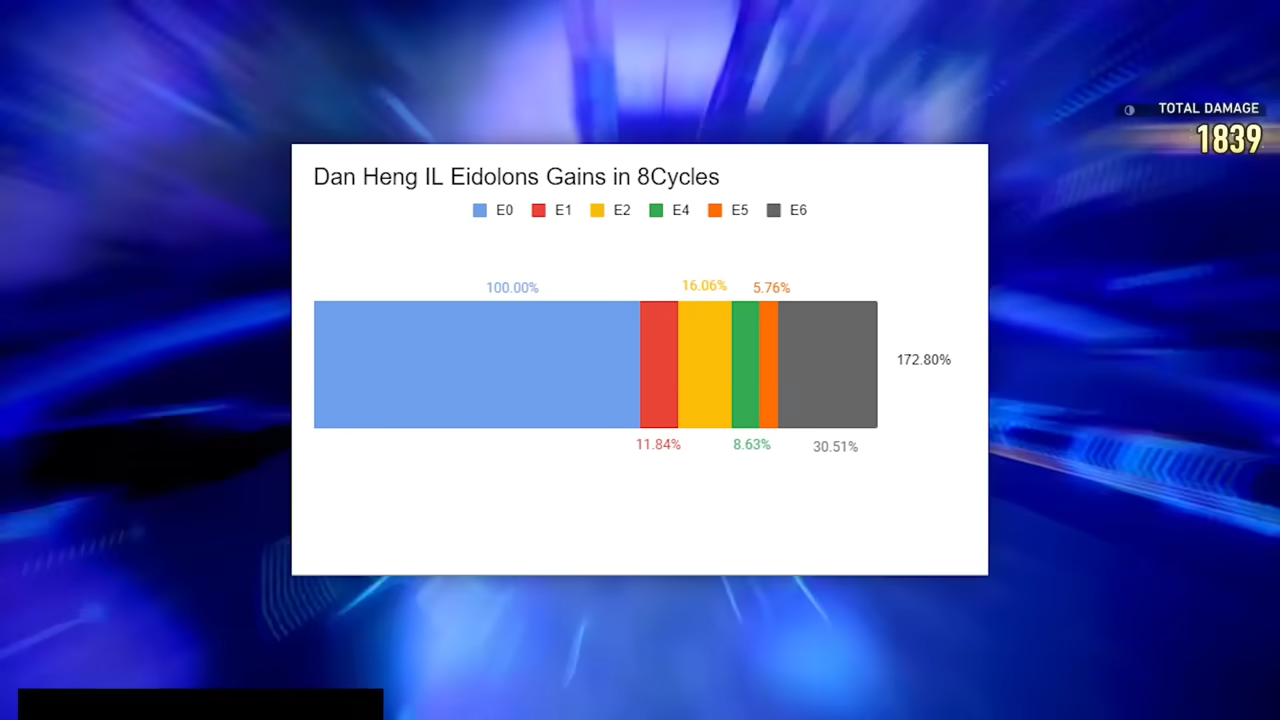 TOTAL DAMAGE
1839
Dan Heng IL Eidolons Gains in 8Cycles
E0 E1 E2 E4 E5 E6
100.00% 16.06% 5.76%
172.80%
11.84% 8.63% 30.51%